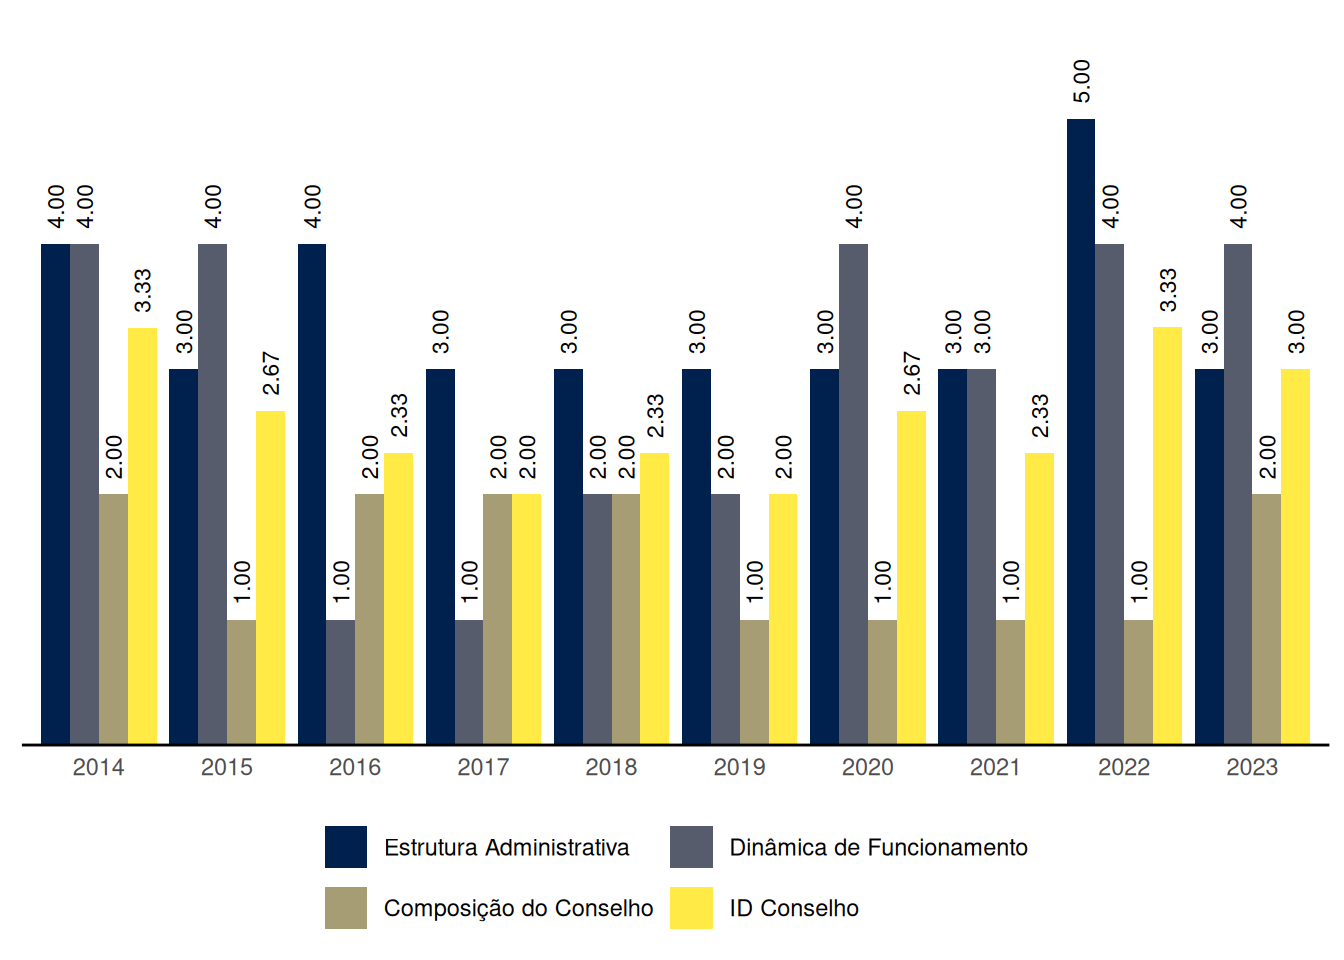 5.00
4.00 4.00 4.00 4.00 4.00 4.00 4.00
3.33 3.33
3.00 3.00 3.00 3.00 3.00 3.00 3.00 3.00 3.00
2.67 2.67
2.33 2.33 2.33
2.00 2.00 2.00 2.00 2.00 2.00 2.00 2.00 2.00
1.00 1.00 1.00 1.00 1.00 1.00 1.00
2014 2015 2016 2017 2018 2019 2020 2021 2022 2023
Estrutura Administrativa Dinâmica de Funcionamento
Composição do Conselho ID Conselho